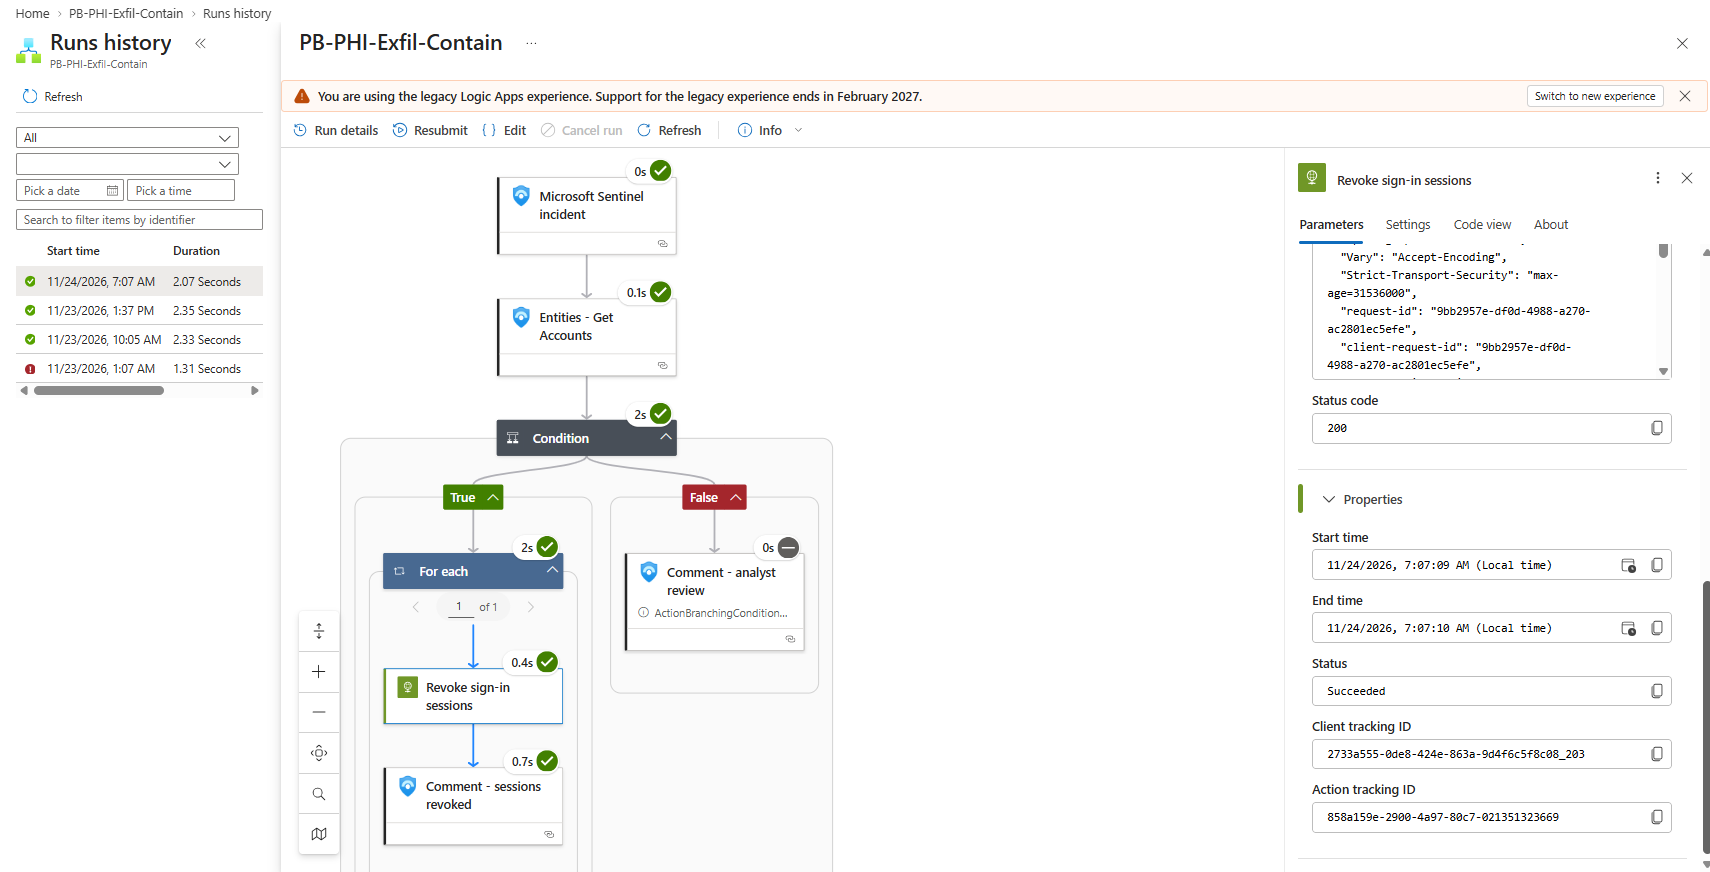 Home › PB-PHI-Exfil-Contain › Runs history
Runs history
PB-PHI-Exfil-Contain
Refresh
All
Pick a date
Pick a time
Search to filter items by identifier
Start time Duration
11/24/2026, 7:07 AM 2.07 Seconds
11/23/2026, 1:37 PM 2.35 Seconds
11/23/2026, 10:05 AM 2.33 Seconds
11/23/2026, 1:07 AM 1.31 Seconds
PB-PHI-Exfil-Contain ...
You are using the legacy Logic Apps experience. Support for the legacy experience ends in February 2027.
Switch to new experience
Run details Resubmit Edit Cancel run Refresh Info
0s
Microsoft Sentinel
incident
0.1s
Entities - Get
Accounts
2s
Condition
True
False
2s
For each
1 of 1
0s
Comment - analyst
review
ActionBranchingCondition...
0.4s
Revoke sign-in
sessions
0.7s
Comment - sessions
revoked
Revoke sign-in sessions
Parameters Settings Code view About
"Vary": "Accept-Encoding",
"Strict-Transport-Security": "max-
age=31536000",
"request-id": "9bb2957e-df0d-4988-a270-
ac2801ec5efe",
"client-request-id": "9bb2957e-df0d-
4988-a270-ac2801ec5efe",
Status code
200
Properties
Start time
11/24/2026, 7:07:09 AM (Local time)
End time
11/24/2026, 7:07:10 AM (Local time)
Status
Succeeded
Client tracking ID
2733a555-0de8-424e-863a-9d4f6c5f8c08_203
Action tracking ID
858a159e-2900-4a97-80c7-021351323669